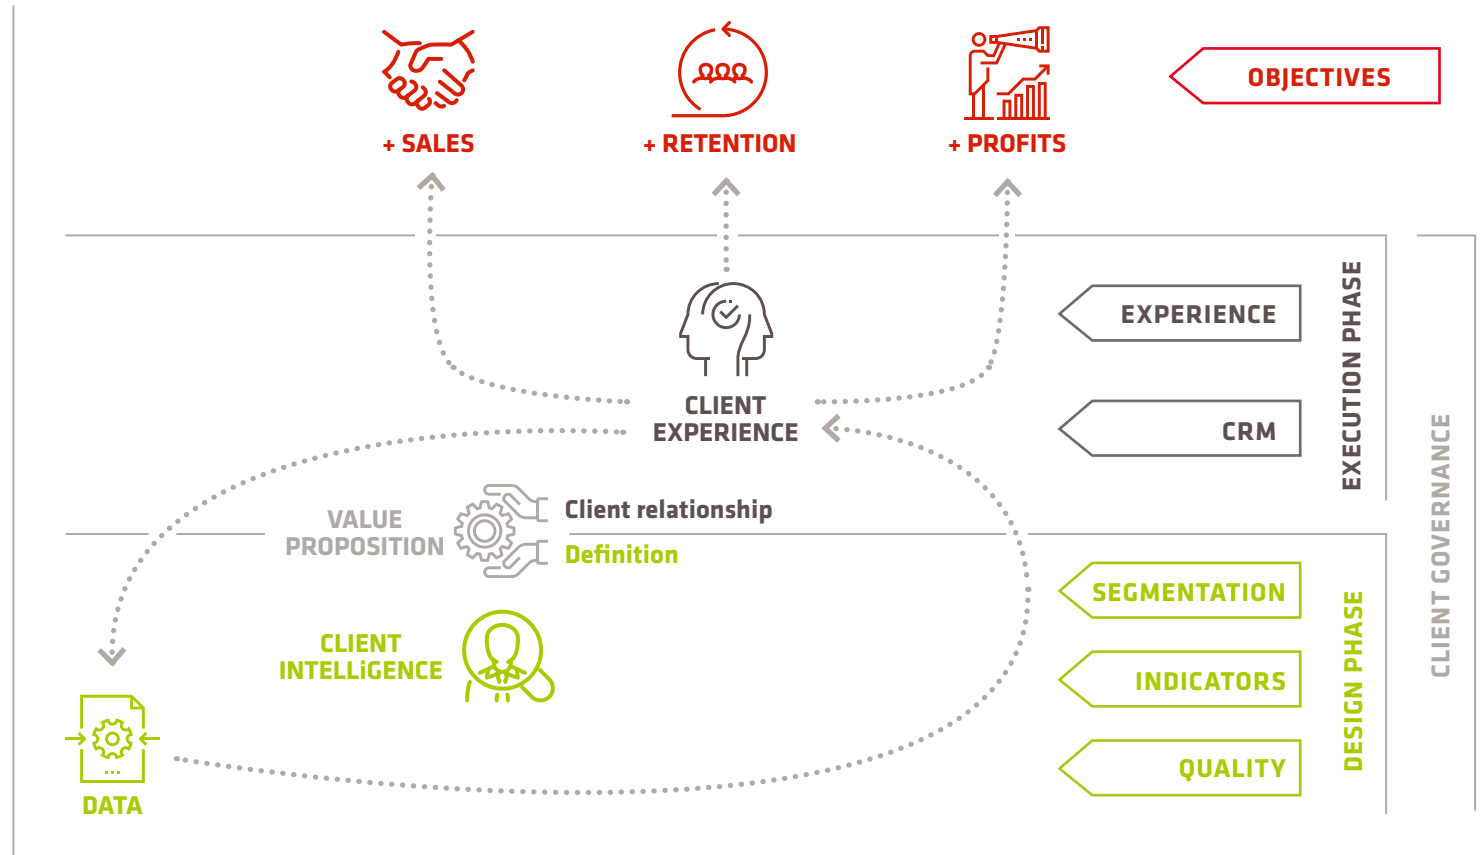 OBJECTIVES
+ SALES
+ RETENTION
+ PROFITS
EXPERIENCE
EXECUTION PHASE
CLIENT
EXPERIENCE
CRM
CLIENT GOVERNANCE
VALUE
PROPOSITION
Client relationship
Definition
SEGMENTATION
CLIENT
INTELLiGENCE
INDICATORS
DESIGN PHASE
QUALITY
DATA